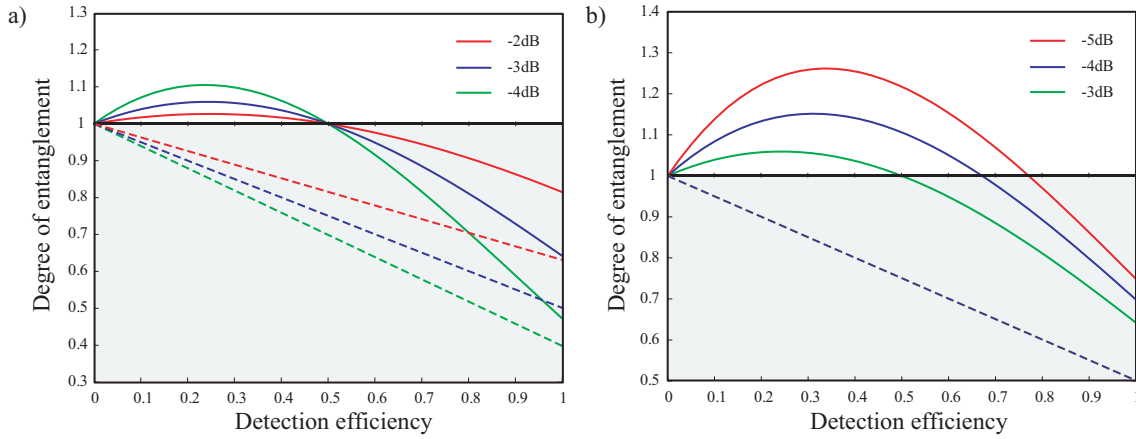 a)
1.3
1.2
1.1
1
0.9
0.8
0.7
0.6
0.5
0.4
0.3
Degree of entanglement
-2dB
-3dB
-4dB
0 0.1 0.2 0.3 0.4 0.5 0.6 0.7 0.8 0.9 1
Detection efficiency
b)
1.4
1.3
1.2
1.1
1
0.9
0.8
0.7
0.6
0.5
Degree of entanglement
-5dB
-4dB
-3dB
0 0.1 0.2 0.3 0.4 0.5 0.6 0.7 0.8 0.9 1
Detection efficiency